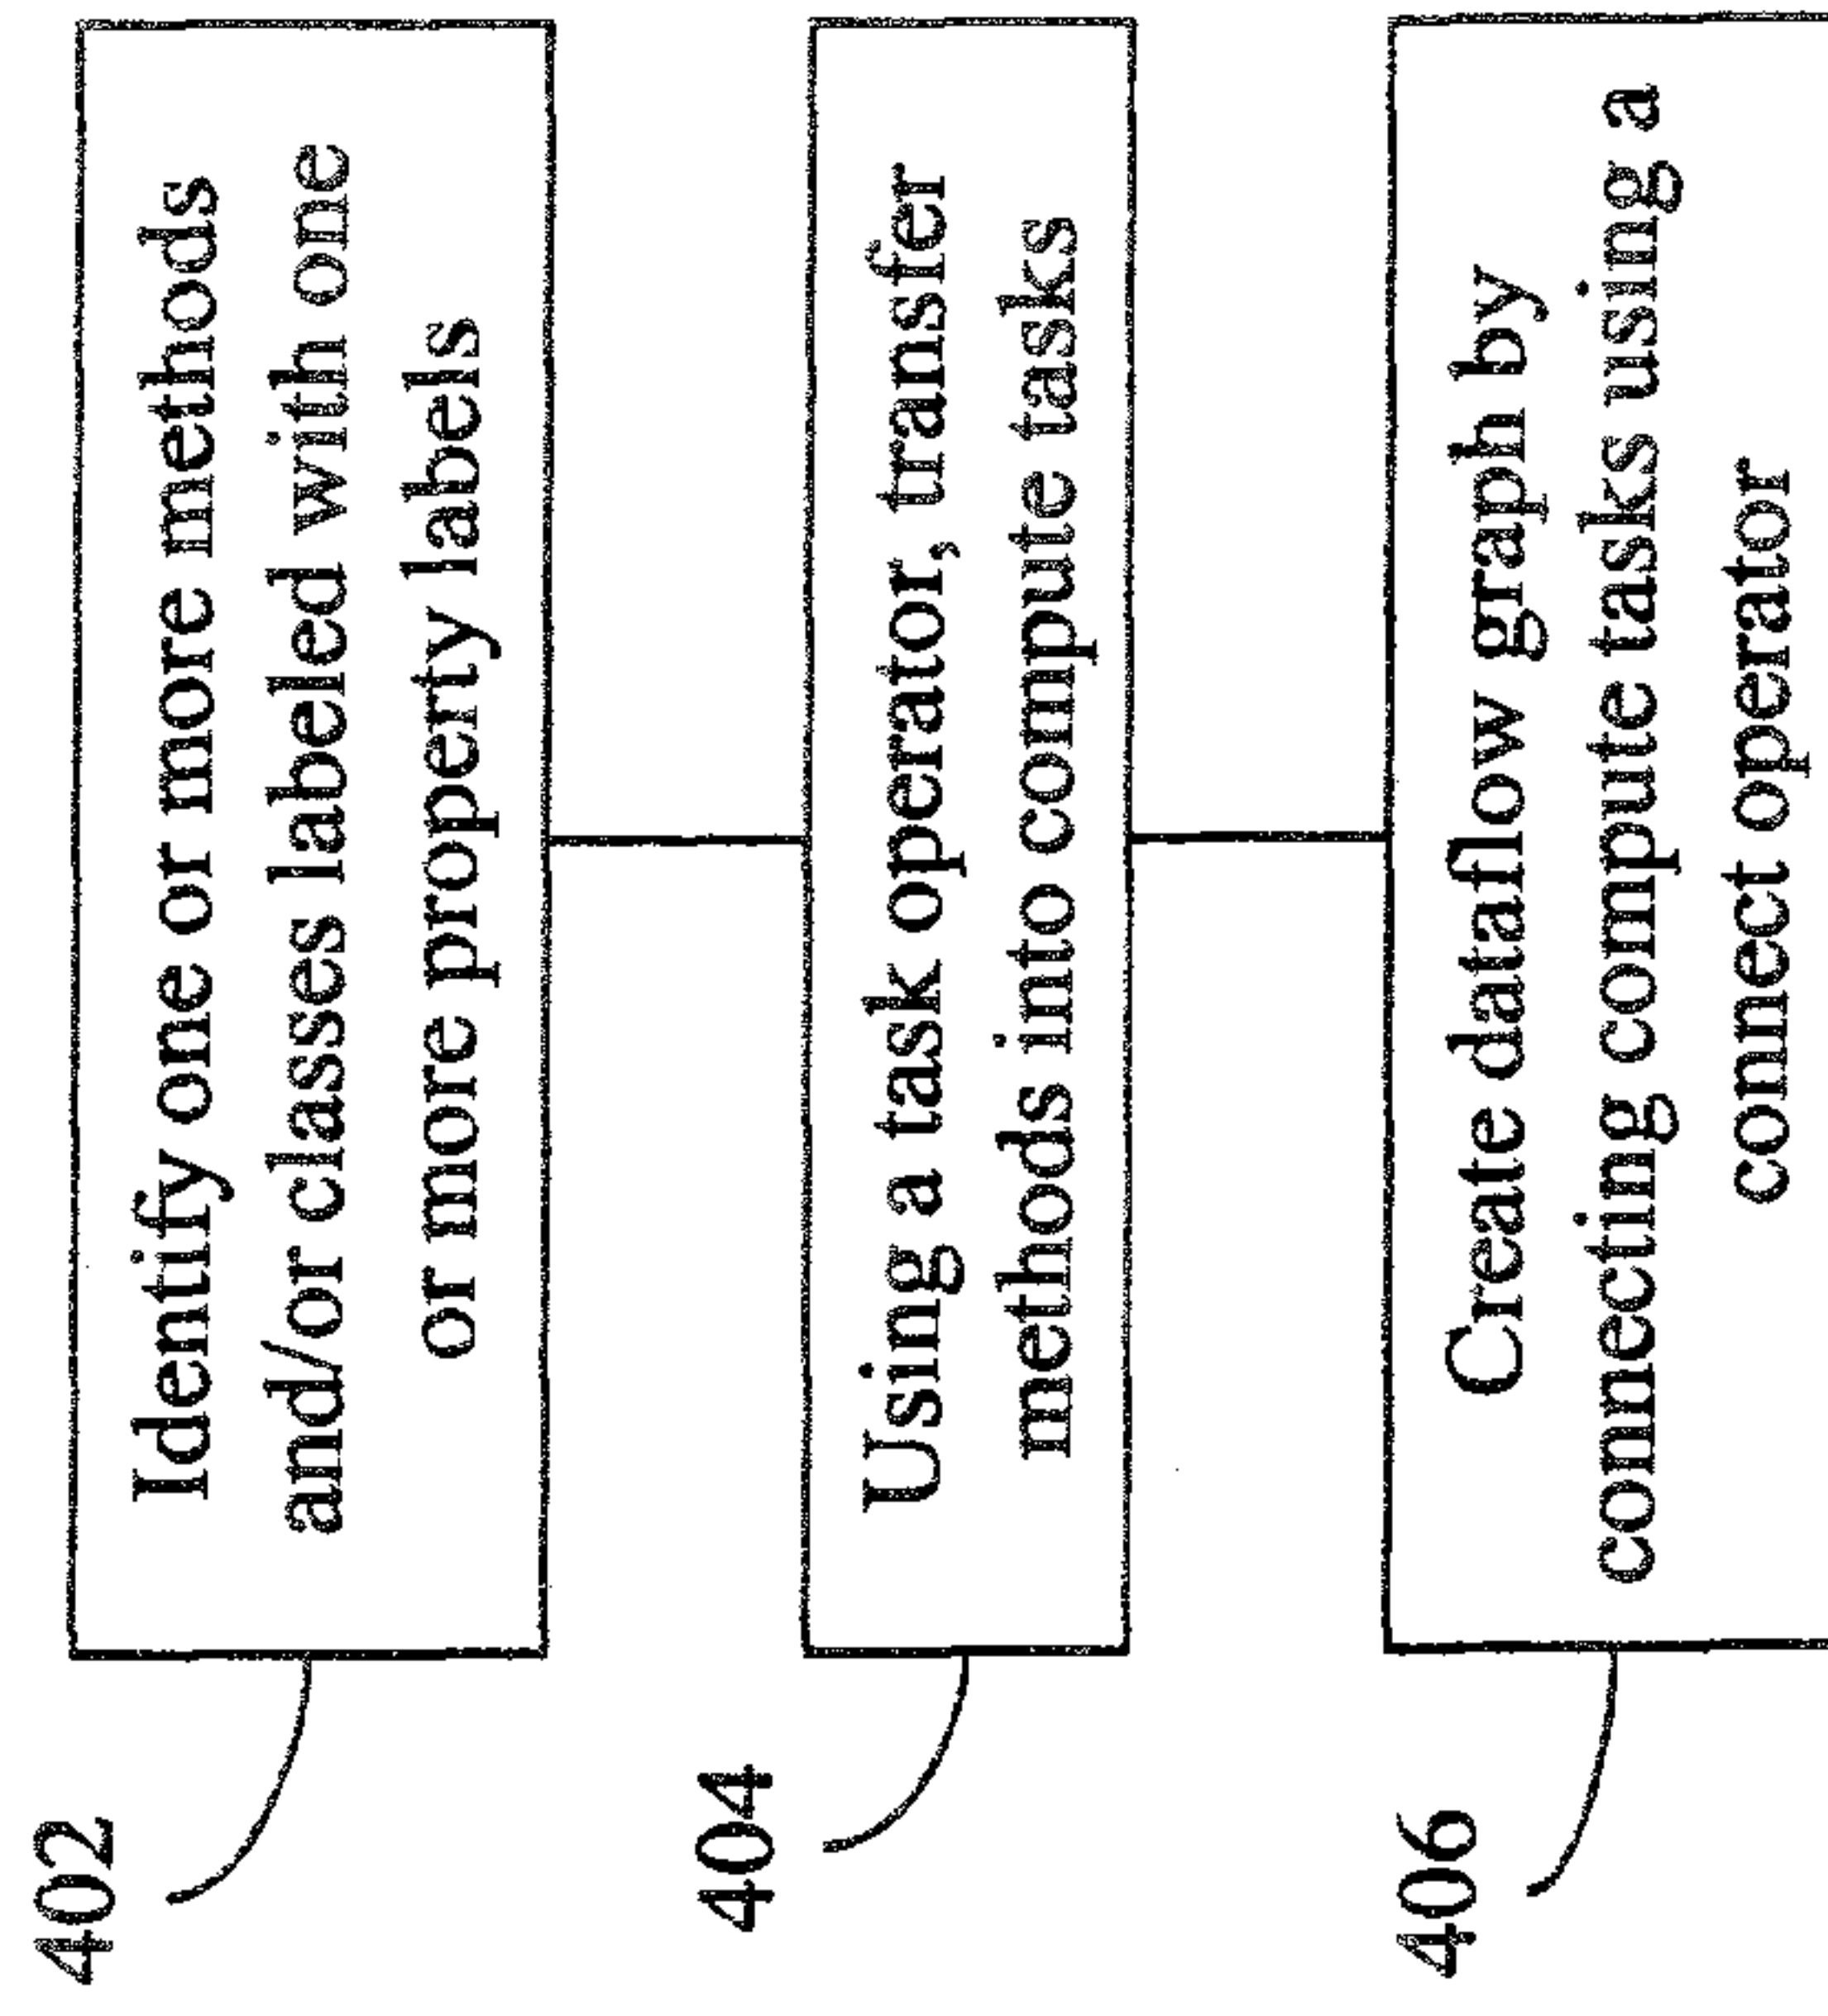 402
Identify one or more methods
and/or classes labeled with one
or more property labels
404
Using a task operator, transfer
methods into compute tasks
406
Create dataflow graph by
connecting compute tasks using a
connect operator